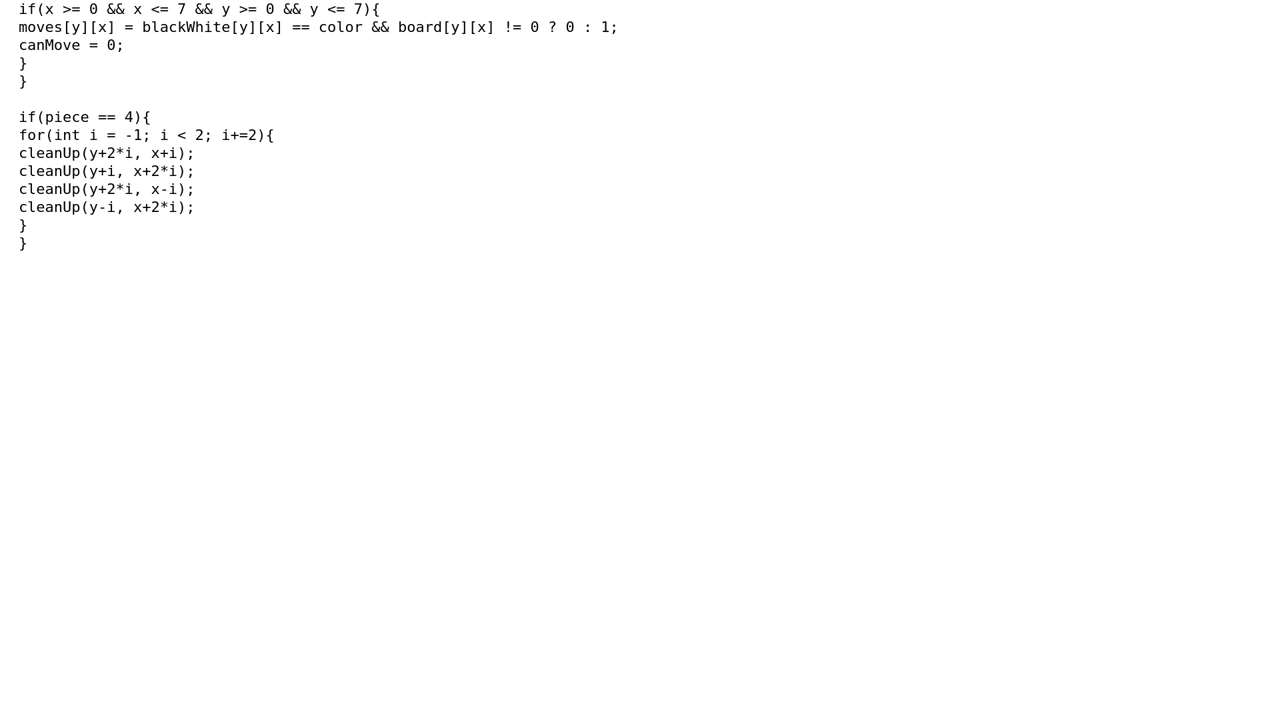 if(x >= 0 && x <= 7 && y >= 0 && y <= 7){
moves[y][x] = blackWhite[y][x] == color && board[y][x] != 0 ? 0 : 1;
canMove = 0;
}
}

if(piece == 4){
for(int i = -1; i < 2; i+=2){
cleanUp(y+2*i, x+i);
cleanUp(y+i, x+2*i);
cleanUp(y+2*i, x-i);
cleanUp(y-i, x+2*i);
}
}